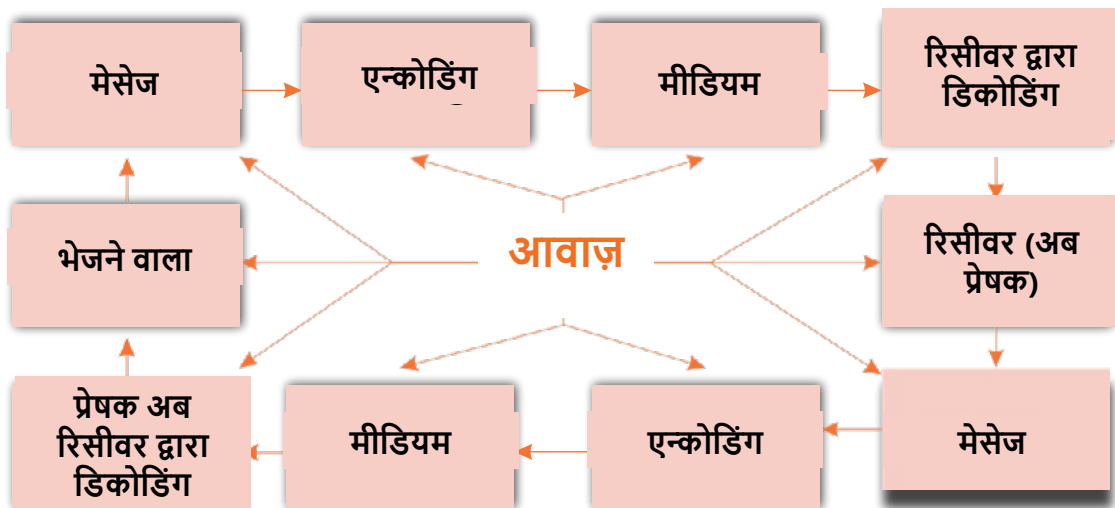 मेसेज
एन्कोडिंग
मीडियम
रिसीवर द्वारा
डिकोडिंग
भेजने वाला
आवाज़
रिसीवर (अब
प्रेषक)
प्रेषक अब
रिसीवर द्वारा
डिकोडिंग
मीडियम
एन्कोडिंग
मेसेज